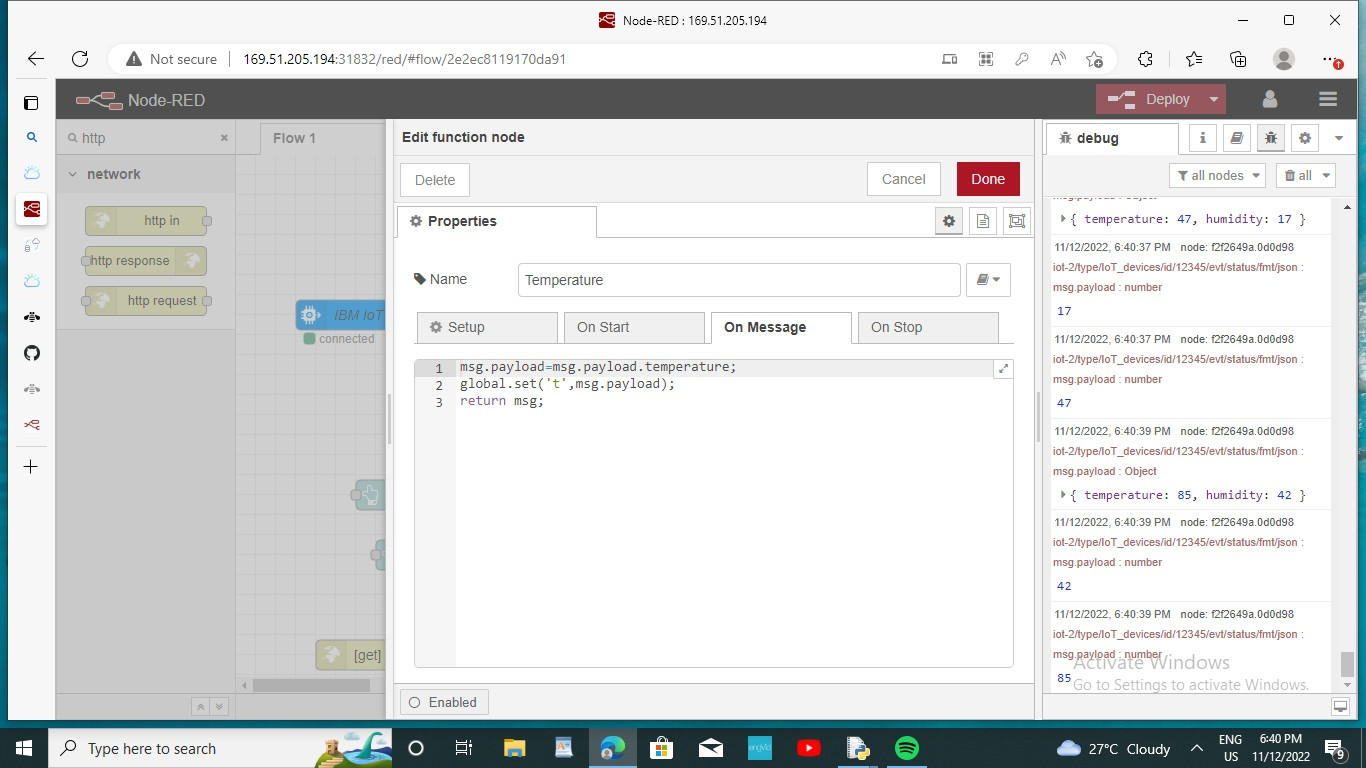 Node-RED : 169.51.205.194
Not secure
169.51.205.194:31832/red/#flow/2e2ec8119170da91
Node-RED
Deploy
http
Flow 1
network
http in
http response
http request
IBM IoT
connected
[get]
Edit function node
Delete
Cancel
Done
Properties
Name
Temperature
Setup
On Start
On Message
On Stop
1 msg.payload=msg.payload.temperature;
2 global.set('t',msg.payload);
3 return msg;
Enabled
debug
all nodes
all
{ temperature: 47, humidity: 17 }
11/12/2022, 6:40:37 PM node: f2f2649a.0d0d98
iot-2/type/IoT_devices/id/12345/evt/status/fmt/json :
msg.payload : number
17
11/12/2022, 6:40:37 PM node: f2f2649a.0d0d98
iot-2/type/IoT_devices/id/12345/evt/status/fmt/json :
msg.payload : number
47
11/12/2022, 6:40:39 PM node: f2f2649a.0d0d98
iot-2/type/IoT_devices/id/12345/evt/status/fmt/json :
msg.payload : Object
{ temperature: 85, humidity: 42 }
11/12/2022, 6:40:39 PM node: f2f2649a.0d0d98
iot-2/type/IoT_devices/id/12345/evt/status/fmt/json :
msg.payload : number
42
11/12/2022, 6:40:39 PM node: f2f2649a.0d0d98
iot-2/type/IoT_devices/id/12345/evt/status/fmt/json :
msg.payload : number
85
Activate Windows
Go to Settings to activate Windows.
Type here to search
27°C Cloudy
ENG
US
6:40 PM
11/12/2022
9